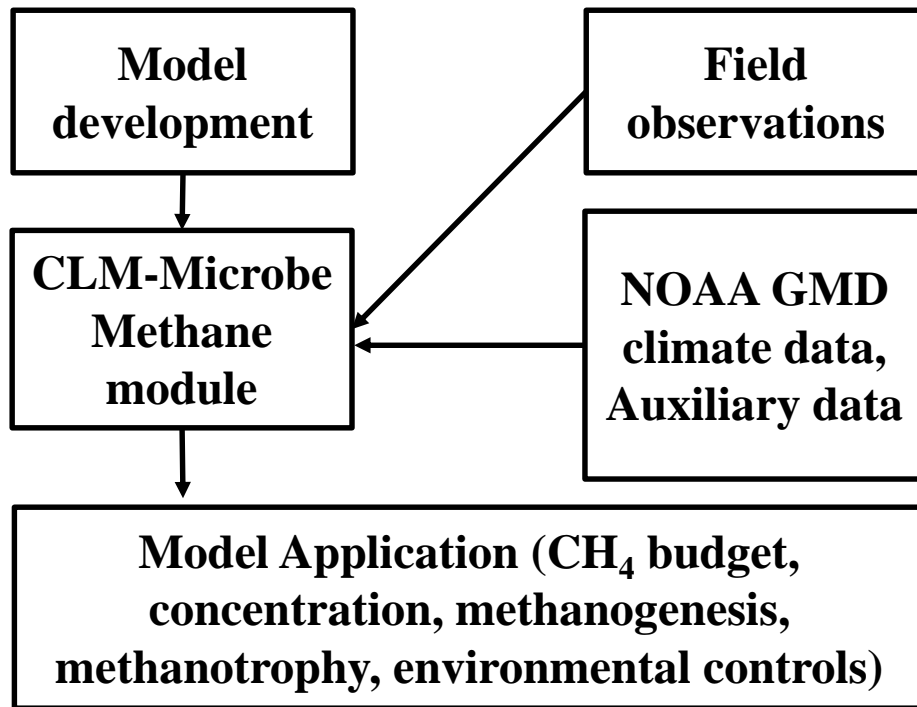 Model
development
Field
observations
CLM-Microbe
Methane
module
NOAA GMD
climate data,
Auxiliary data
Model Application (CH₄ budget,
concentration, methanogenesis,
methanotrophy, environmental controls)